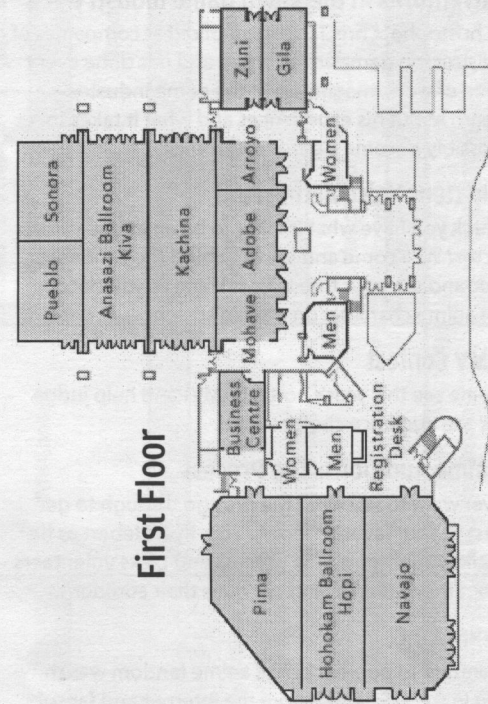 First Floor
Pueblo
Sonora
Anasazi Ballroom
Kiva
Kachina
Mohave
Adobe
Arroyo
Zuni
Gila
Women
Men
Business
Centre
Women
Men
Registration
Desk
Pima
Hohokam Ballroom
Hopi
Navajo